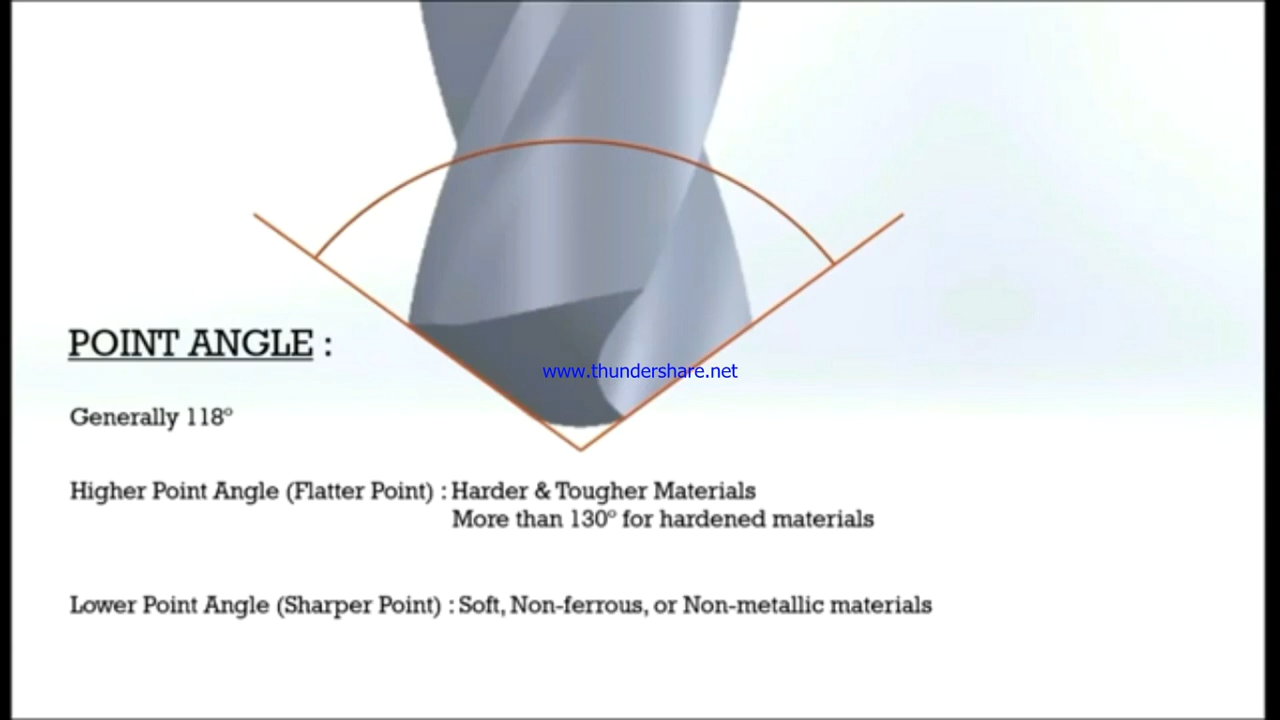 POINT ANGLE :
www.thundershare.net
Generally 118°
Higher Point Angle (Flatter Point) : Harder & Tougher Materials
More than 130° for hardened materials
Lower Point Angle (Sharper Point) : Soft, Non-ferrous, or Non-metallic materials